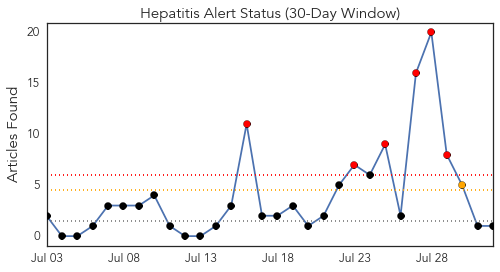 Hepatitis Alert Status (30-Day Window)
Articles Found
20
15
10
5
0
Jul 03 Jul 08 Jul 13 Jul 18 Jul 23 Jul 28